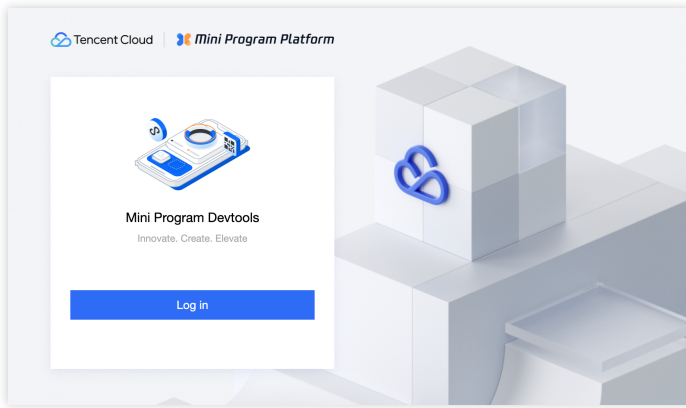 Tencent Cloud
Mini Program Platform
Mini Program Devtools
Innovate. Create. Elevate
Log in